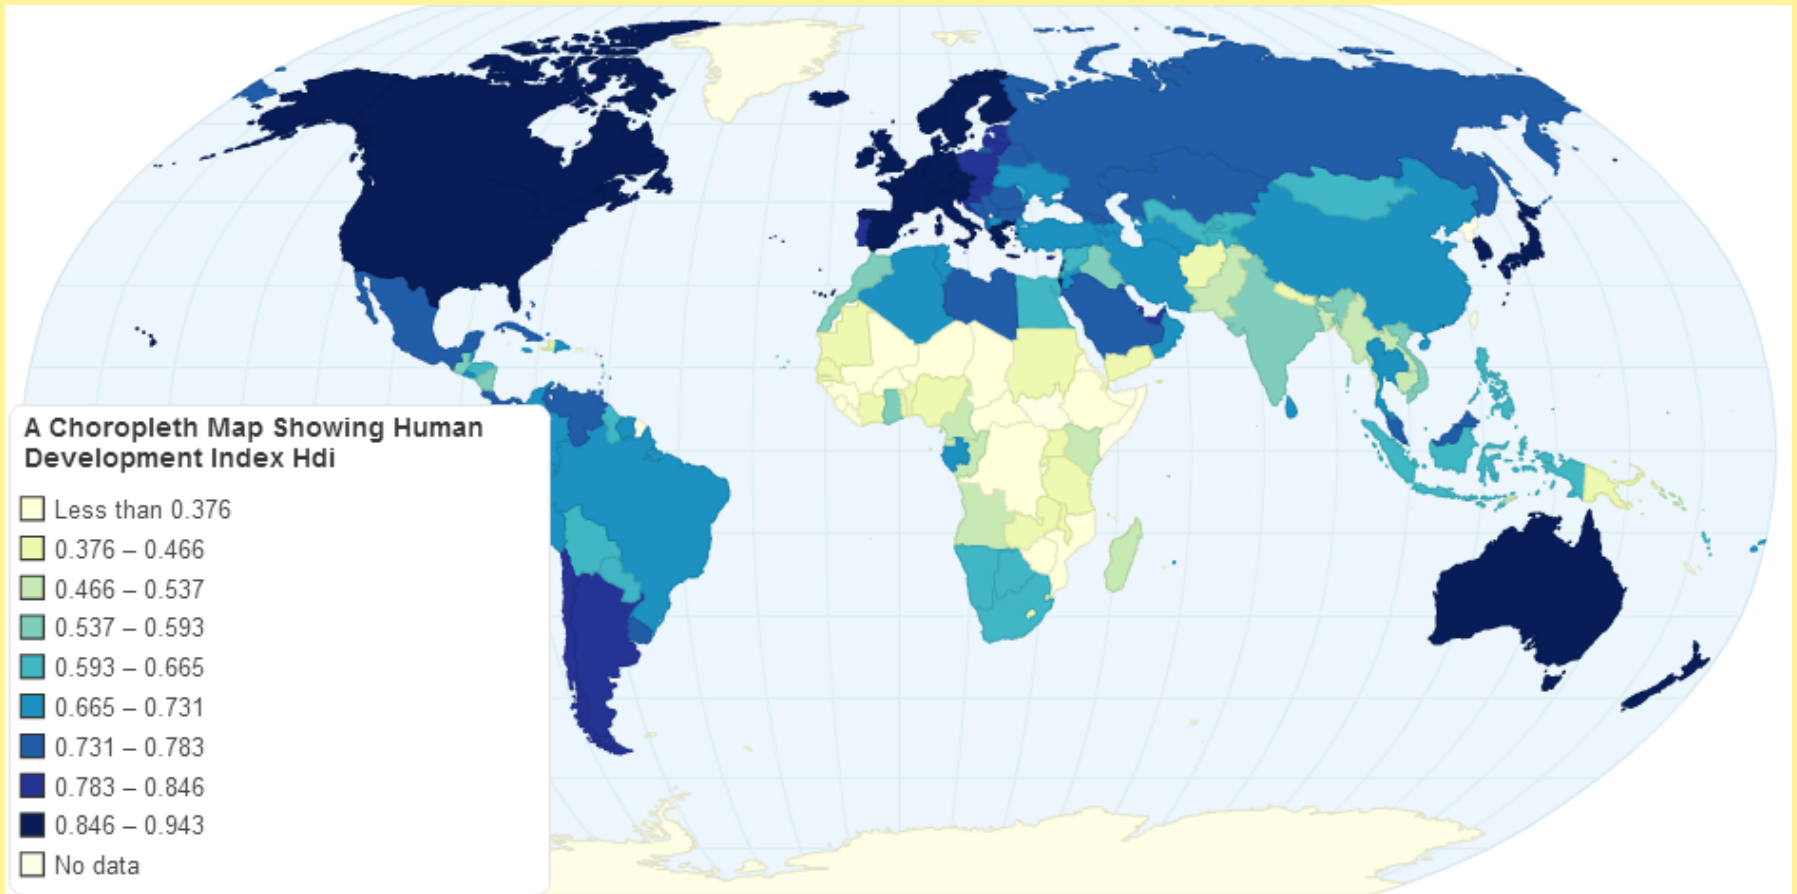 A Choropleth Map Showing Human
Development Index Hdi
Less than 0.376
0.376 – 0.466
0.466 – 0.537
0.537 – 0.593
0.593 – 0.665
0.665 – 0.731
0.731 – 0.783
0.783 – 0.846
0.846 – 0.943
No data